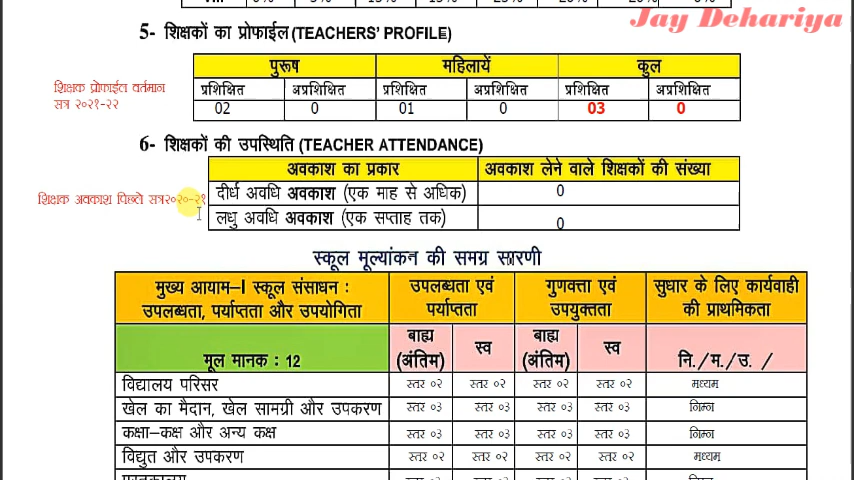 Jay Dehariya
5- शिक्षकों का प्रोफाईल (TEACHERS' PROFILE)
पुरूष महिलायें कुल
शिक्षक प्रोफाईल वर्तमान
सत्र २०२१-२२
प्रशिक्षित अप्रशिक्षित प्रशिक्षित अप्रशिक्षित प्रशिक्षित अप्रशिक्षित
02 0 01 0 03 0
6- शिक्षकों की उपस्थिति (TEACHER ATTENDANCE)
अवकाश का प्रकार अवकाश लेने वाले शिक्षकों की संख्या
शिक्षक अवकाश पिछले सत्र२०२०-२१
दीर्ध अवधि अवकाश (एक माह से अधिक) 0
लधु अवधि अवकाश (एक सप्ताह तक) 0
स्कूल मूल्यांकन की समग्र सारणी
मुख्य आयाम–I स्कूल संसाधन : उपलब्धता एवं गुणवत्ता एवं सुधार के लिए कार्यवाही
उपलब्धता, पर्याप्तता और उपयोगिता पर्याप्तता उपयुक्तता की प्राथमिकता
मूल मानक : 12 बाह्य (अंतिम) स्व बाह्य (अंतिम) स्व नि./म./उ. /
विद्यालय परिसर स्तर ०२ स्तर ०२ स्तर ०२ स्तर ०२ मध्यम
खेल का मैदान, खेल सामग्री और उपकरण स्तर ०३ स्तर ०३ स्तर ०३ स्तर ०३ निम्न
कक्षा–कक्ष और अन्य कक्ष स्तर ०३ स्तर ०३ स्तर ०३ स्तर ०३ निम्न
विद्युत और उपकरण स्तर ०२ स्तर ०२ स्तर ०२ स्तर ०२ मध्यम